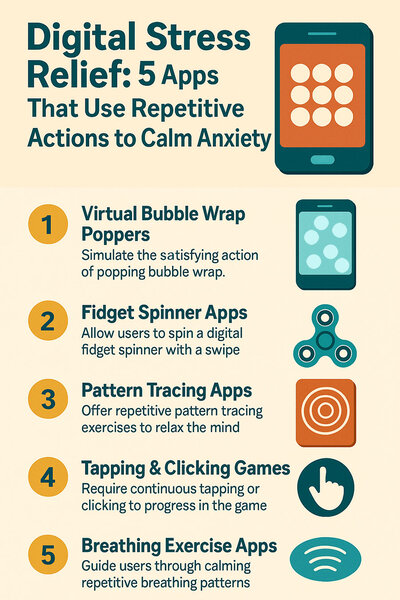 Digital Stress
Relief: 5 Apps
That Use Repetitive
Actions to Calm Anxiety
1
Virtual Bubble Wrap
Poppers
Simulate the satisfying action
of popping bubble wrap.
2
Fidget Spinner Apps
Allow users to spin a digital
fidget spinner with a swipe
3
Pattern Tracing Apps
Offer repetitive pattern tracing
exercises to relax the mind
4
Tapping & Clicking Games
Require continuous tapping or
clicking to progress in the game
5
Breathing Exercise Apps
Guide users through calming
repetitive breathing patterns